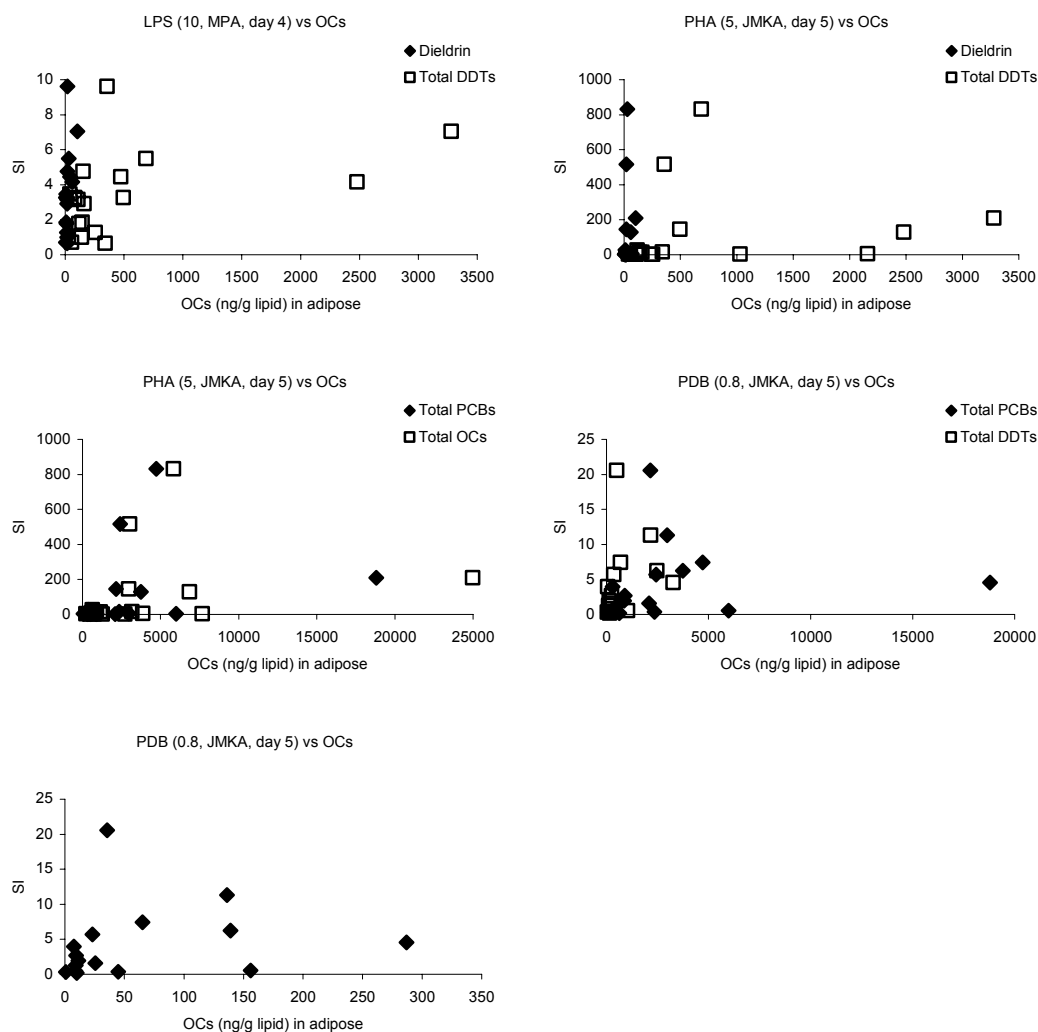 LPS (10, MPA, day 4) vs OCs
Dieldrin
Total DDTs
10
8
6
4
2
0
SI
0 500 1000 1500 2000 2500 3000 3500
OCs (ng/g lipid) in adipose
PHA (5, JMKA, day 5) vs OCs
Dieldrin
Total DDTs
1000
800
600
400
200
0
SI
0 500 1000 1500 2000 2500 3000 3500
OCs (ng/g lipid) in adipose
PHA (5, JMKA, day 5) vs OCs
Total PCBs
Total OCs
1000
800
600
400
200
0
SI
0 5000 10000 15000 20000 25000
OCs (ng/g lipid) in adipose
PDB (0.8, JMKA, day 5) vs OCs
Total PCBs
Total DDTs
25
20
15
10
5
0
SI
0 5000 10000 15000 20000
OCs (ng/g lipid) in adipose
PDB (0.8, JMKA, day 5) vs OCs
25
20
15
10
5
0
SI
0 50 100 150 200 250 300 350
OCs (ng/g lipid) in adipose